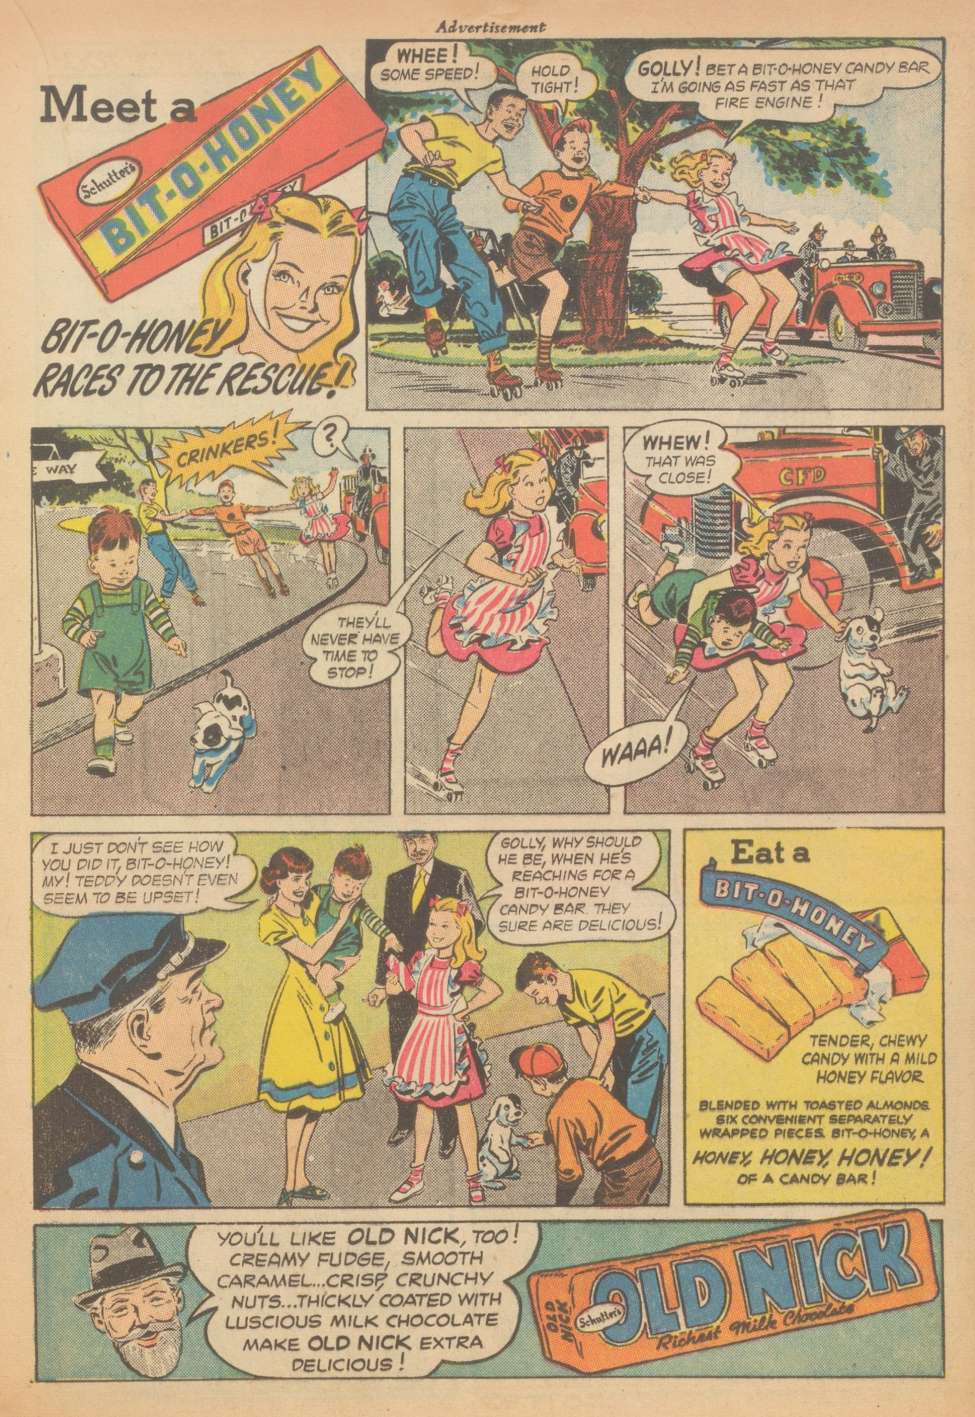 Advertisement
Meet a
Schutter's
BIT-O-HONEY
BIT-O-HONEY
RACES TO THE RESCUE!
WHEE!
SOME SPEED!
HOLD
TIGHT!
GOLLY! BET A BIT-O-HONEY CANDY BAR
I'M GOING AS FAST AS THAT
FIRE ENGINE!
WAY
CRINKERS!
?
THEY'LL
NEVER HAVE
TIME TO
STOP!
WHEW!
THAT WAS
CLOSE!
CFD
WAAA!
I JUST DON'T SEE HOW
YOU DID IT, BIT-O-HONEY!
MY! TEDDY DOESN'T EVEN
SEEM TO BE UPSET!
GOLLY, WHY SHOULD
HE BE, WHEN HE'S
REACHING FOR A
BIT-O-HONEY
CANDY BAR. THEY
SURE ARE DELICIOUS!
Eat a
BIT-O-HONEY
TENDER, CHEWY
CANDY WITH A MILD
HONEY FLAVOR
BLENDED WITH TOASTED ALMONDS.
SIX CONVENIENT SEPARATELY
WRAPPED PIECES. BIT-O-HONEY, A
HONEY, HONEY, HONEY!
OF A CANDY BAR!
YOU'LL LIKE OLD NICK, TOO!
CREAMY FUDGE, SMOOTH
CARAMEL...CRISP, CRUNCHY
NUTS...THICKLY COATED WITH
LUSCIOUS MILK CHOCOLATE
MAKE OLD NICK EXTRA
DELICIOUS!
OLD
NICK
Schutter's
OLD NICK
Richest Milk Chocolate